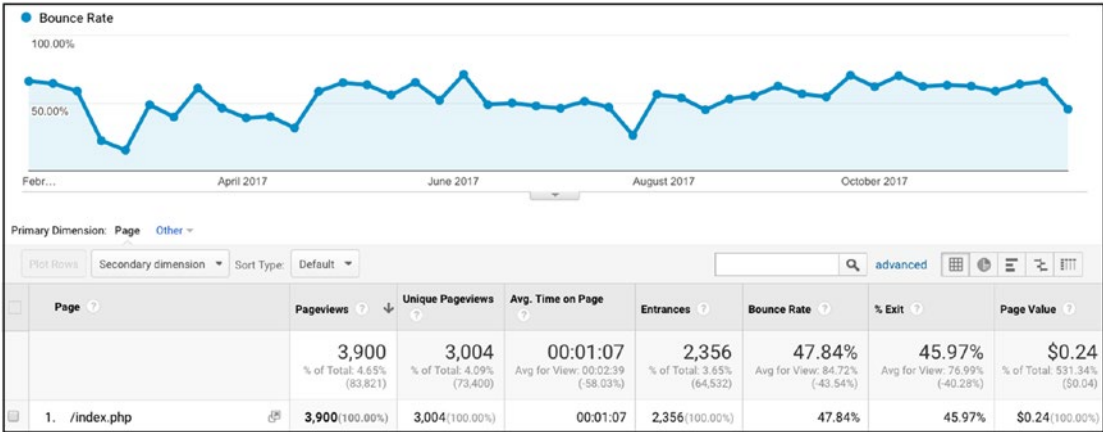 Bounce Rate
100.00%
50.00%
Febr...
April 2017
June 2017
August 2017
October 2017
Primary Dimension: Page Other
Plot Rows Secondary dimension Sort Type: Default advanced
Page ? Pageviews ? Unique Pageviews ? Avg. Time on Page ? Entrances ? Bounce Rate ? % Exit ? Page Value ?
3,900 3,004 00:01:07 2,356 47.84% 45.97% $0.24
% of Total: 4.65% % of Total: 4.09% Avg for View: 00:02:39 % of Total: 3.65% Avg for View: 84.72% Avg for View: 76.99% % of Total: 531.34%
(83,821) (73,400) (-58.03%) (64,532) (-43.54%) (-40.28%) ($0.04)
1. /index.php 3,900(100.00%) 3,004(100.00%) 00:01:07 2,356(100.00%) 47.84% 45.97% $0.24(100.00%)